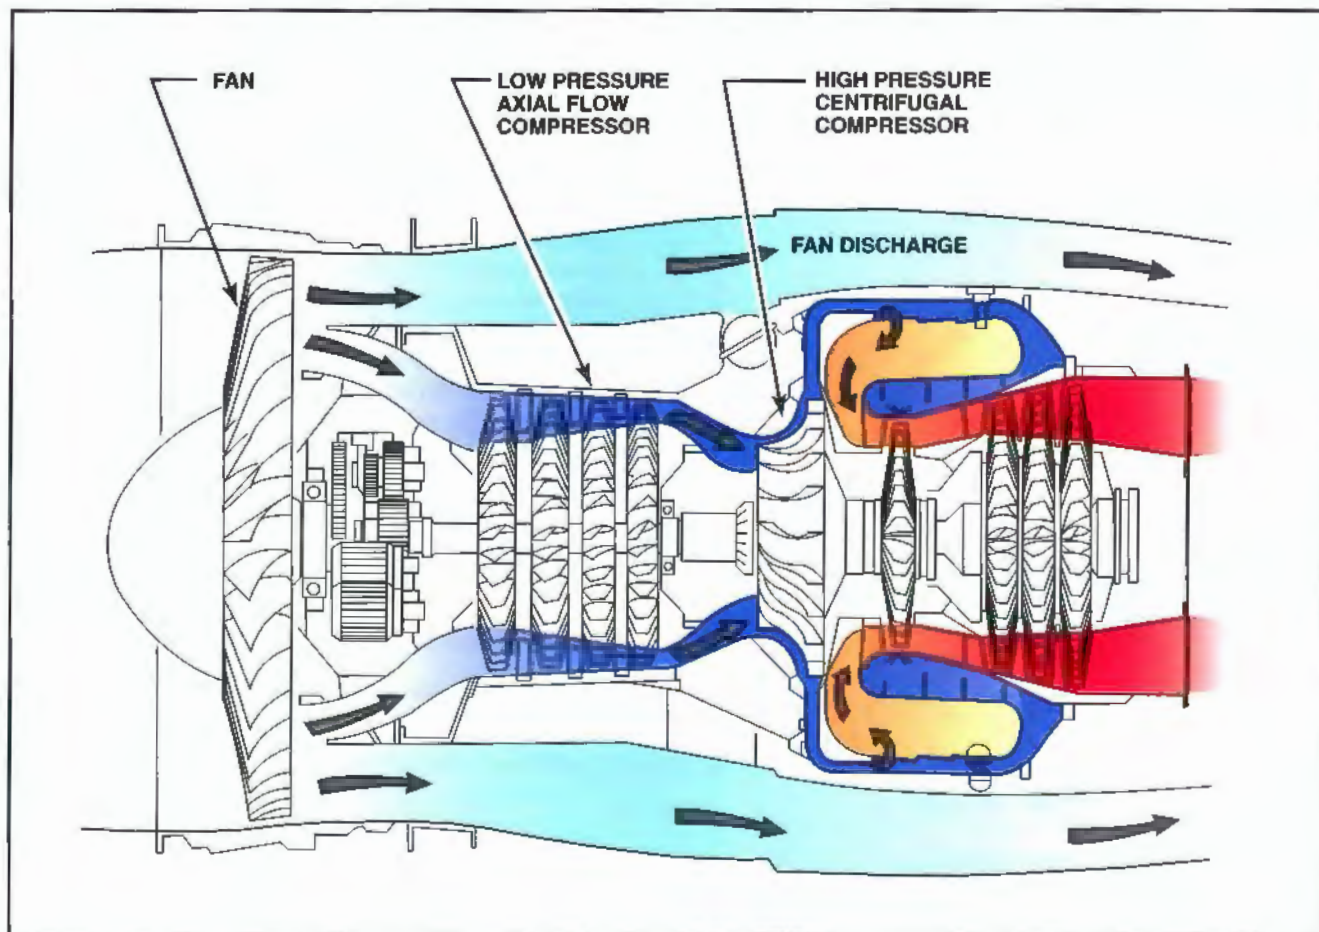 FAN
LOW PRESSURE
AXIAL FLOW
COMPRESSOR
HIGH PRESSURE
CENTRIFUGAL
COMPRESSOR
FAN DISCHARGE